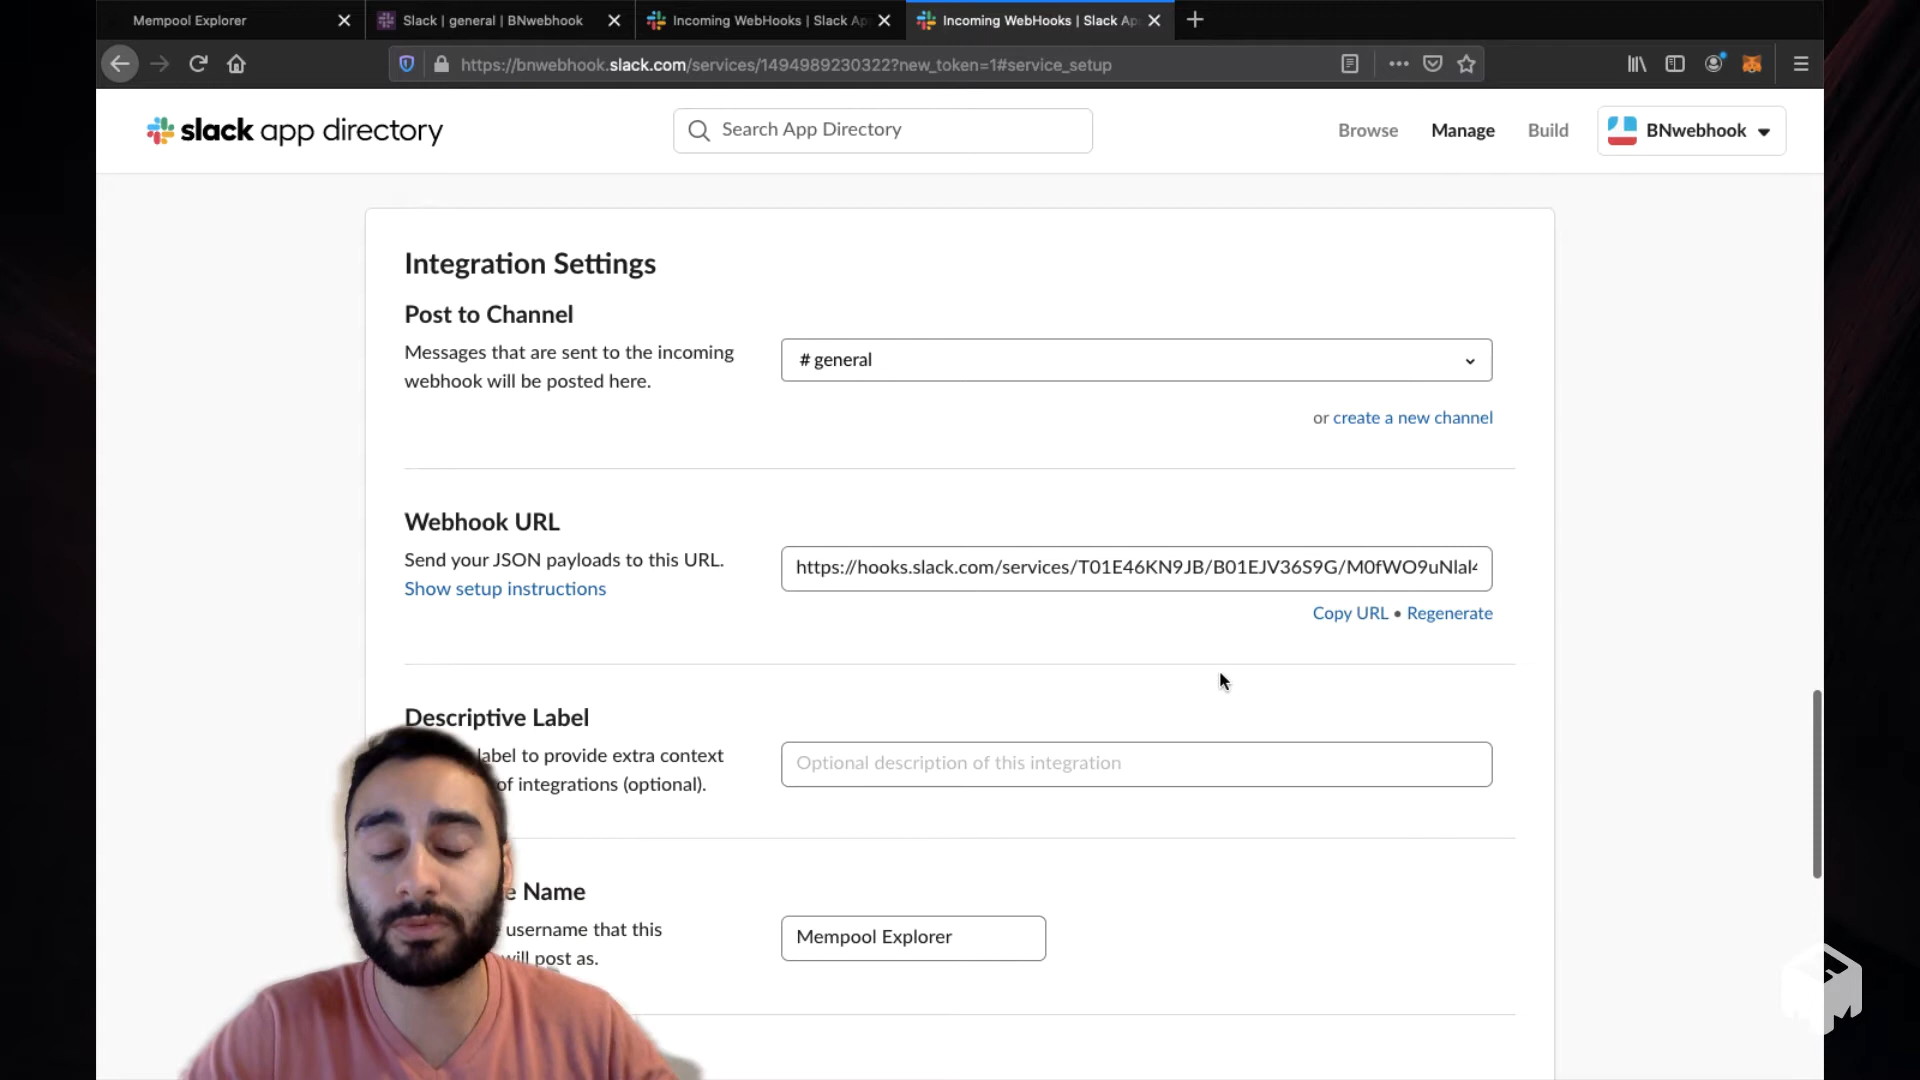 Mempool Explorer
Slack | general | BNwebhook
Incoming WebHooks | Slack Ap
Incoming WebHooks | Slack Ap
https://bnwebhook.slack.com/services/1494989230322?new_token=1#service_setup
slack app directory
Search App Directory
Browse
Manage
Build
BNwebhook
Integration Settings
Post to Channel
Messages that are sent to the incoming
webhook will be posted here.
# general
or create a new channel
Webhook URL
Send your JSON payloads to this URL.
Show setup instructions
https://hooks.slack.com/services/T01E46KN9JB/B01EJV36S9G/M0fWO9uNlal4
Copy URL • Regenerate
Descriptive Label
label to provide extra context
of integrations (optional).
Optional description of this integration
e Name
username that this
will post as.
Mempool Explorer